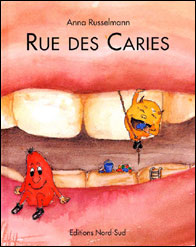 Anna Russelmann
RUE DES CARIES
Editions Nord-Sud